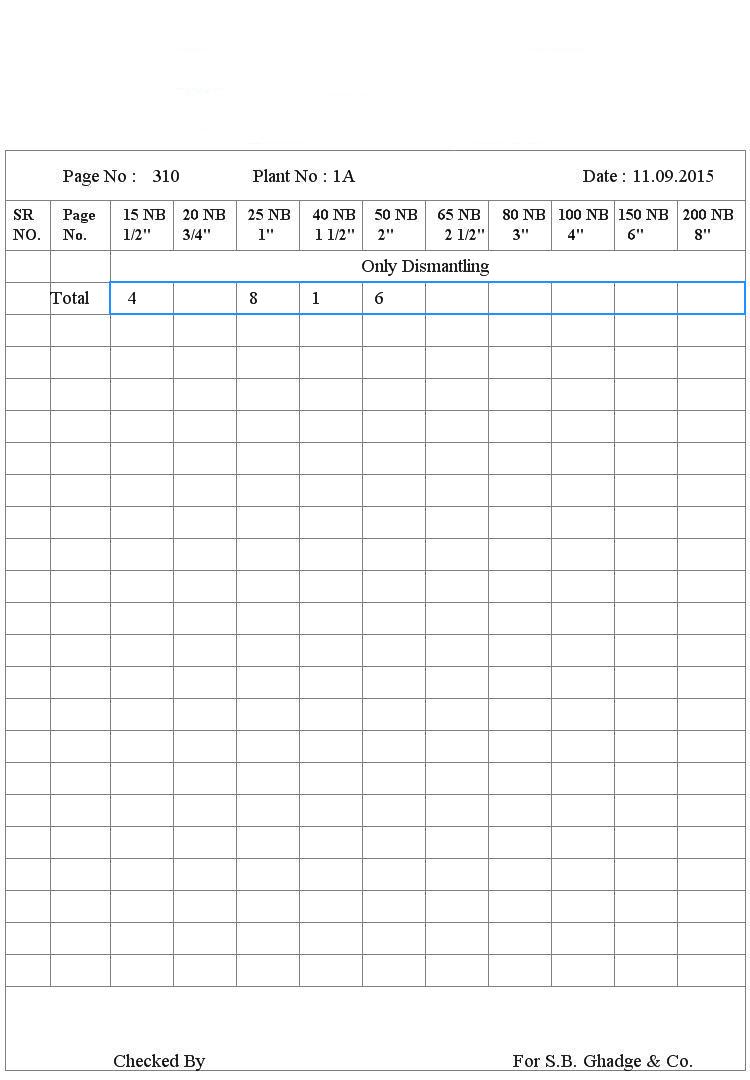 Page No : 310 Plant No : 1A Date : 11.09.2015
SR Page 15 NB 20 NB 25 NB 40 NB 50 NB 65 NB 80 NB 100 NB 150 NB 200 NB
NO. No. 1/2" 3/4" 1" 1 1/2" 2" 2 1/2" 3" 4" 6" 8"
Only Dismantling
Total 4 8 1 6
Checked By For S.B. Ghadge & Co.